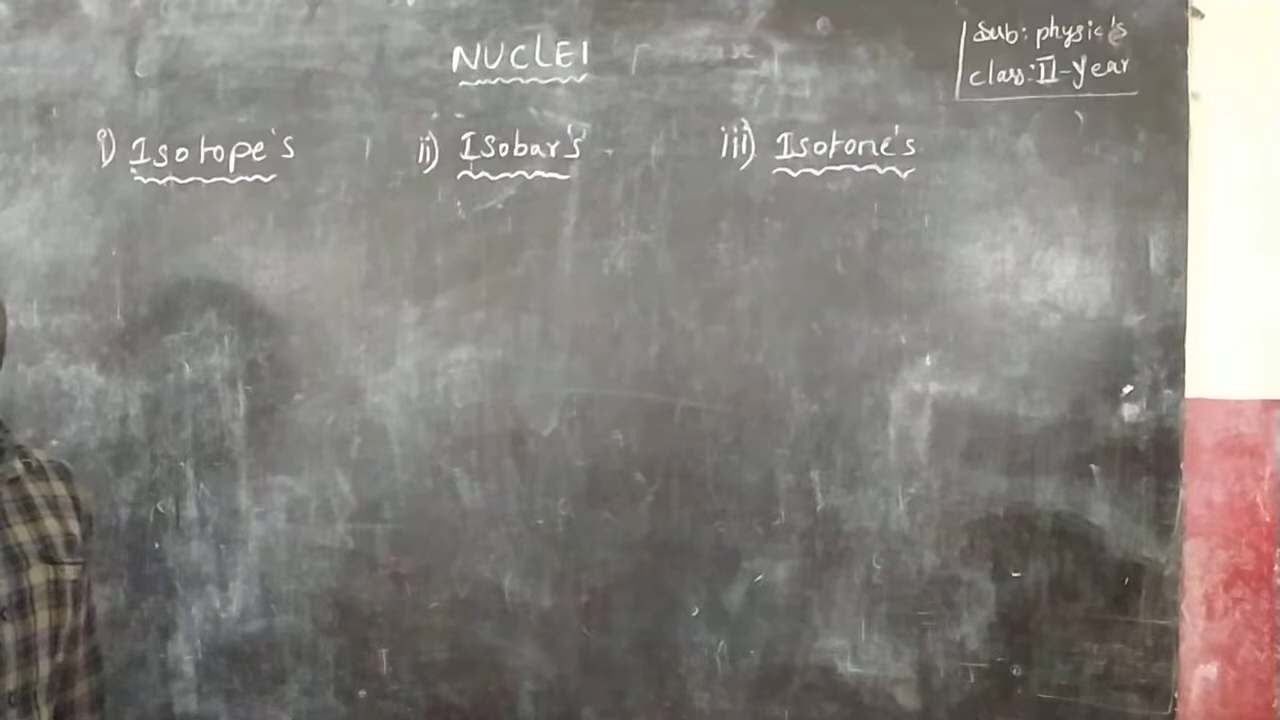 NUCLEI
Sub: physic's
class: II-year
i) Isotope's
ii) Isobar's
iii) Isotone's